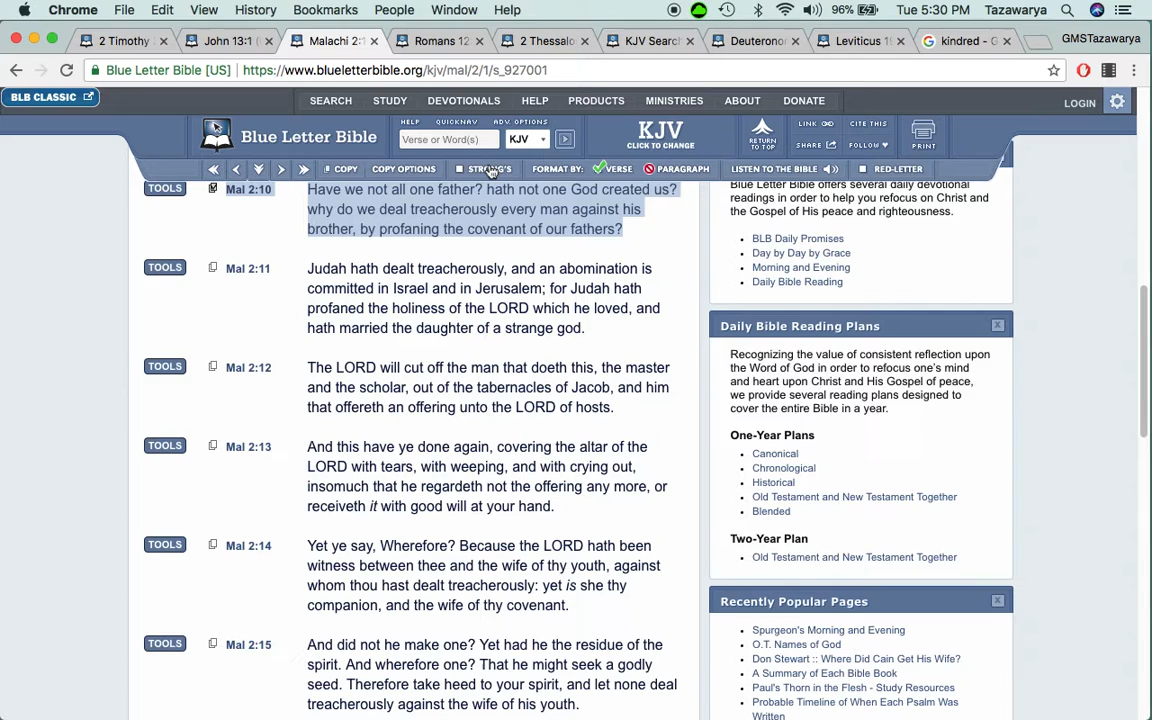 Chrome File Edit View History Bookmarks People Window Help 96% Tue 5:30 PM Tazawarya
2 Timothy John 13:1 ( Malachi 2:1 Romans 12 2 Thessalo KJV Search Deuteronor Leviticus 19 kindred - G GMSTazawarya
Blue Letter Bible [US] https://www.blueletterbible.org/kjv/mal/2/1/s_927001
BLB CLASSIC SEARCH STUDY DEVOTIONALS HELP PRODUCTS MINISTRIES ABOUT DONATE LOGIN
HELP QUICKNAV ADV. OPTIONS
Blue Letter Bible Verse or Word(s) KJV KJV CLICK TO CHANGE RETURN TO TOP LINK CITE THIS SHARE FOLLOW PRINT
COPY COPY OPTIONS STRONG'S FORMAT BY: VERSE PARAGRAPH LISTEN TO THE BIBLE RED-LETTER
TOOLS Mal 2:10 Have we not all one father? hath not one God created us?
why do we deal treacherously every man against his
brother, by profaning the covenant of our fathers?
TOOLS Mal 2:11 Judah hath dealt treacherously, and an abomination is
committed in Israel and in Jerusalem; for Judah hath
profaned the holiness of the LORD which he loved, and
hath married the daughter of a strange god.
TOOLS Mal 2:12 The LORD will cut off the man that doeth this, the master
and the scholar, out of the tabernacles of Jacob, and him
that offereth an offering unto the LORD of hosts.
TOOLS Mal 2:13 And this have ye done again, covering the altar of the
LORD with tears, with weeping, and with crying out,
insomuch that he regardeth not the offering any more, or
receiveth it with good will at your hand.
TOOLS Mal 2:14 Yet ye say, Wherefore? Because the LORD hath been
witness between thee and the wife of thy youth, against
whom thou hast dealt treacherously: yet is she thy
companion, and the wife of thy covenant.
TOOLS Mal 2:15 And did not he make one? Yet had he the residue of the
spirit. And wherefore one? That he might seek a godly
seed. Therefore take heed to your spirit, and let none deal
treacherously against the wife of his youth.
Blue Letter Bible offers several daily devotional
readings in order to help you refocus on Christ and
the Gospel of His peace and righteousness.
BLB Daily Promises
Day by Day by Grace
Morning and Evening
Daily Bible Reading
Daily Bible Reading Plans
Recognizing the value of consistent reflection upon
the Word of God in order to refocus one's mind
and heart upon Christ and His Gospel of peace,
we provide several reading plans designed to
cover the entire Bible in a year.
One-Year Plans
Canonical
Chronological
Historical
Old Testament and New Testament Together
Blended
Two-Year Plan
Old Testament and New Testament Together
Recently Popular Pages
Spurgeon's Morning and Evening
O.T. Names of God
Don Stewart :: Where Did Cain Get His Wife?
A Summary of Each Bible Book
Paul's Thorn in the Flesh - Study Resources
Probable Timeline of When Each Psalm Was
Written